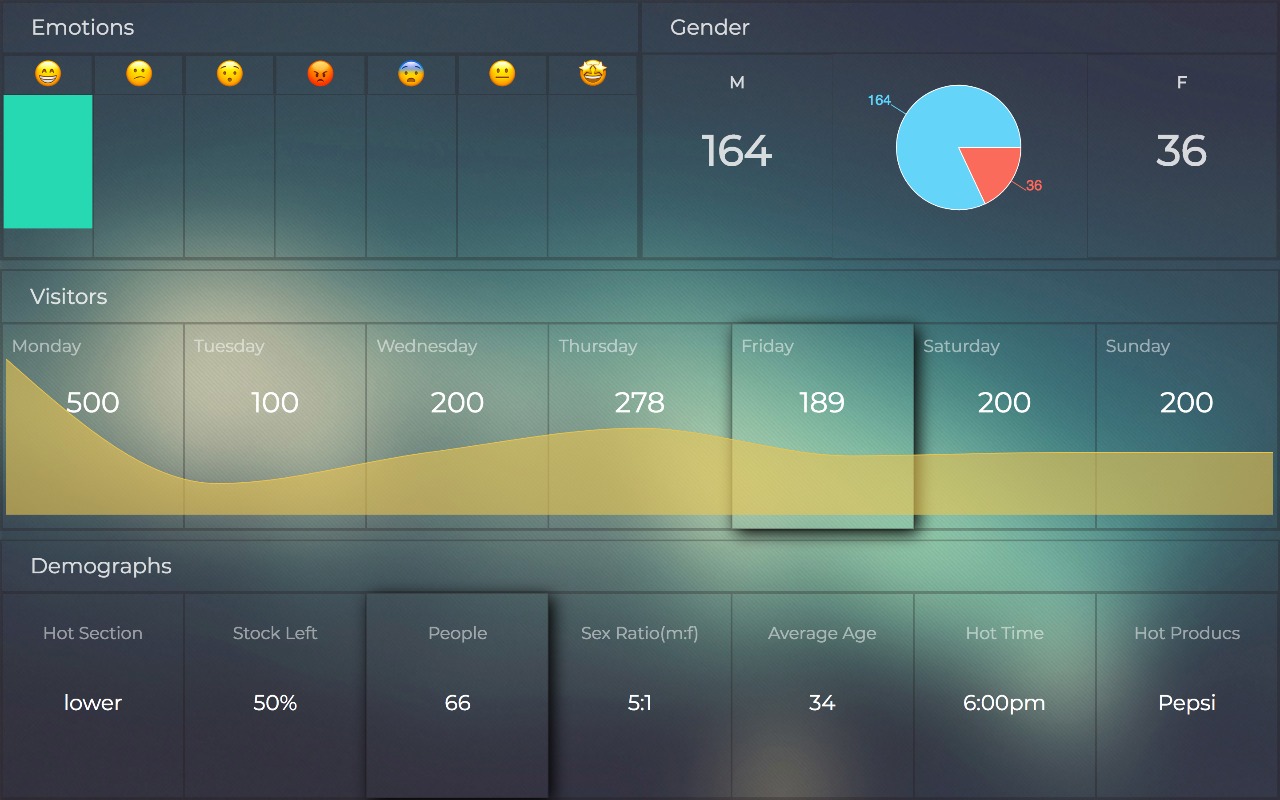 Emotions
Gender
M
164
164
36
F
36
Visitors
Monday
Tuesday
Wednesday
Thursday
Friday
Saturday
Sunday
500
100
200
278
189
200
200
Demographs
Hot Section
Stock Left
People
Sex Ratio(m:f)
Average Age
Hot Time
Hot Producs
lower
50%
66
5:1
34
6:00pm
Pepsi